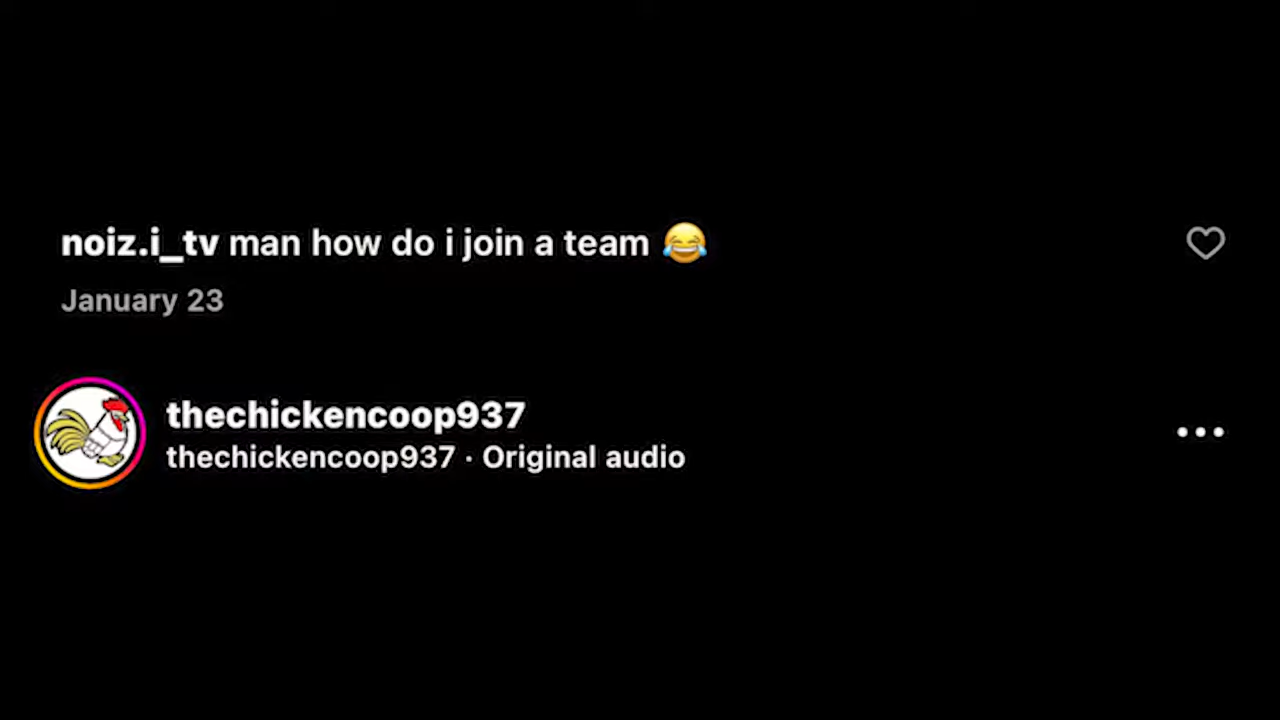 noiz.i_tv man how do i join a team 😂
January 23
thechickencoop937
thechickencoop937 · Original audio